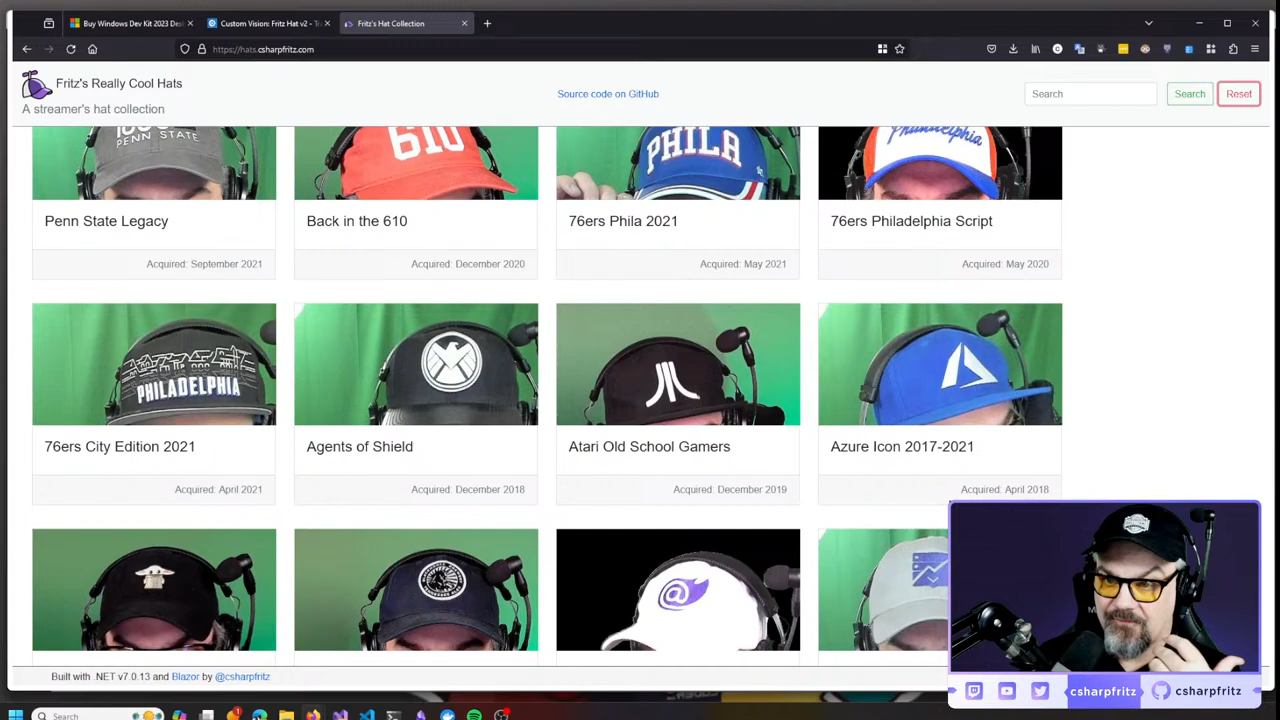 Buy Windows Dev Kit 2023 Des
Custom Vision: Fritz Hat v2 - Tr
Fritz's Hat Collection
https://hats.csharpfritz.com
Fritz's Really Cool Hats
A streamer's hat collection
Source code on GitHub
Search
Search
Reset
PENN STATE
610
PHILA
Philadelphia
Penn State Legacy
Back in the 610
76ers Phila 2021
76ers Philadelphia Script
Acquired: September 2021
Acquired: December 2020
Acquired: May 2021
Acquired: May 2020
PHILADELPHIA
76ers City Edition 2021
Agents of Shield
Atari Old School Gamers
Azure Icon 2017-2021
Acquired: April 2021
Acquired: December 2018
Acquired: December 2019
Acquired: April 2018
@
Built with .NET v7.0.13 and Blazor by @csharpfritz
csharpfritz
csharpfritz
Search